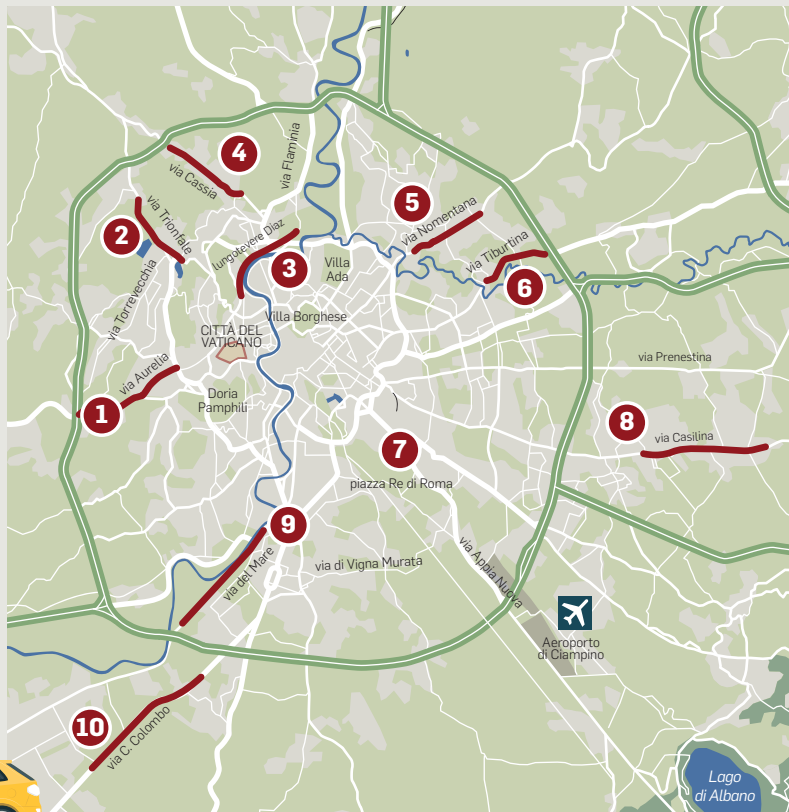 4
via Cassia
via Flaminia
5
via Nomentana
2
via Trionfale
lungotevere Diaz
3
via Tiburtina
6
Villa
Ada
via Torrevecchia
Villa Borghese
CITTÀ DEL
VATICANO
via Prenestina
via Aurelia
1
Doria
Pamphili
8
via Casilina
7
piazza Re di Roma
9
via del Mare
via di Vigna Murata
via Appia Nuova
Aeroporto
di Ciampino
10
via C. Colombo
Lago
di Albano